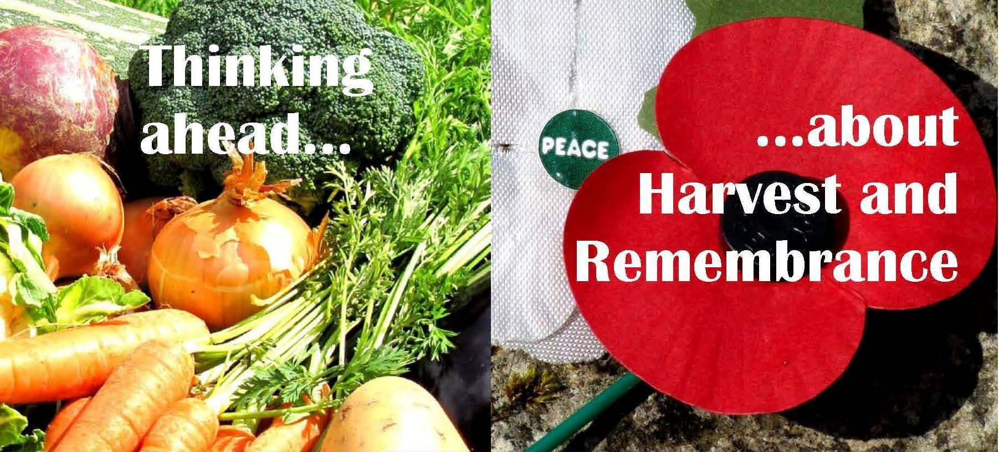 Thinking
ahead...
PEACE
...about
Harvest and
Remembrance